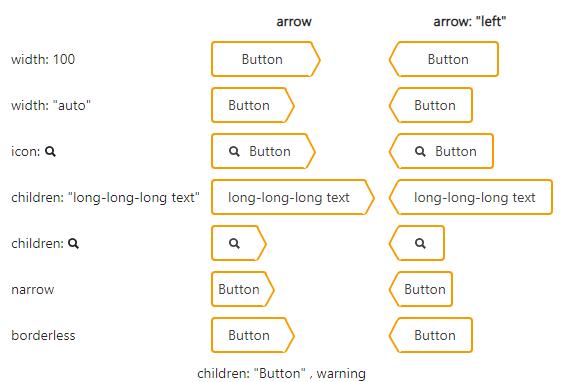 arrow arrow: "left"
width: 100 Button Button
width: "auto" Button Button
icon: Button Button
children: "long-long-long text" long-long-long text long-long-long text
children:
narrow Button Button
borderless Button Button
children: "Button" , warning